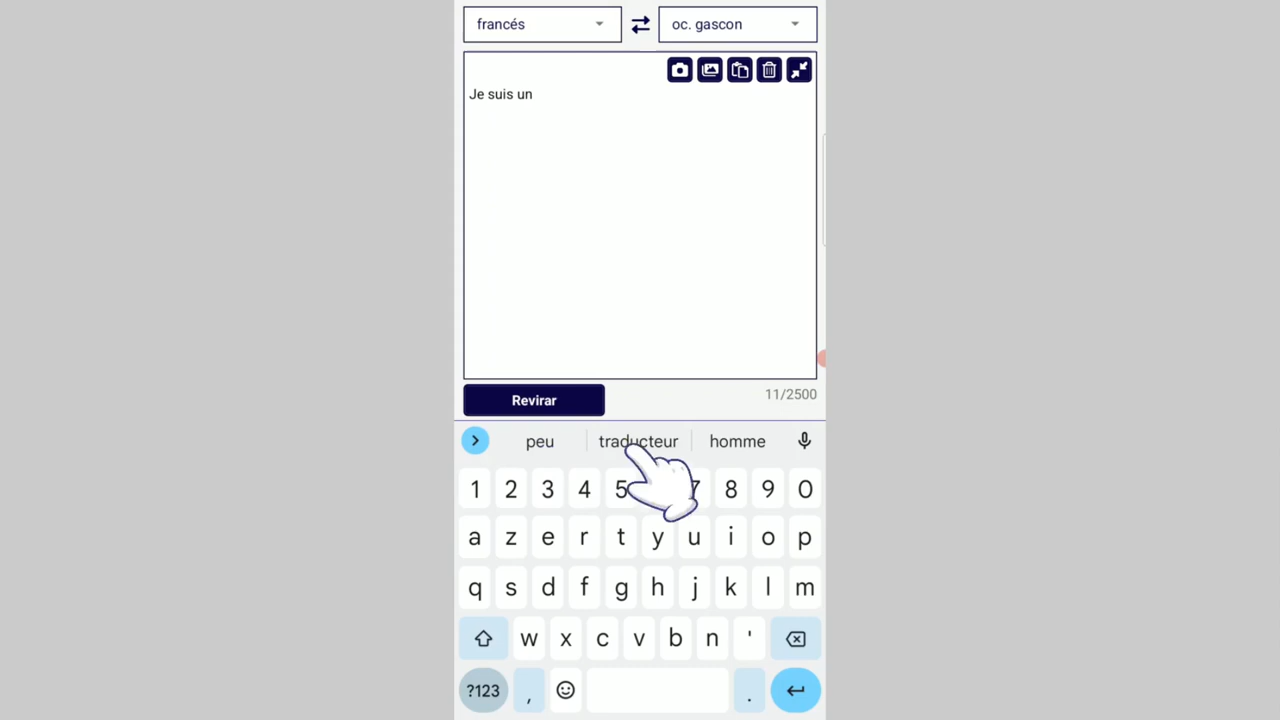 francés
oc. gascon
Je suis un
Revirar
11/2500
peu
traducteur
homme
1 2 3 4 5 7 8 9 0
a z e r t y u i o p
q s d f g h j k l m
w x c v b n '
?123 , .